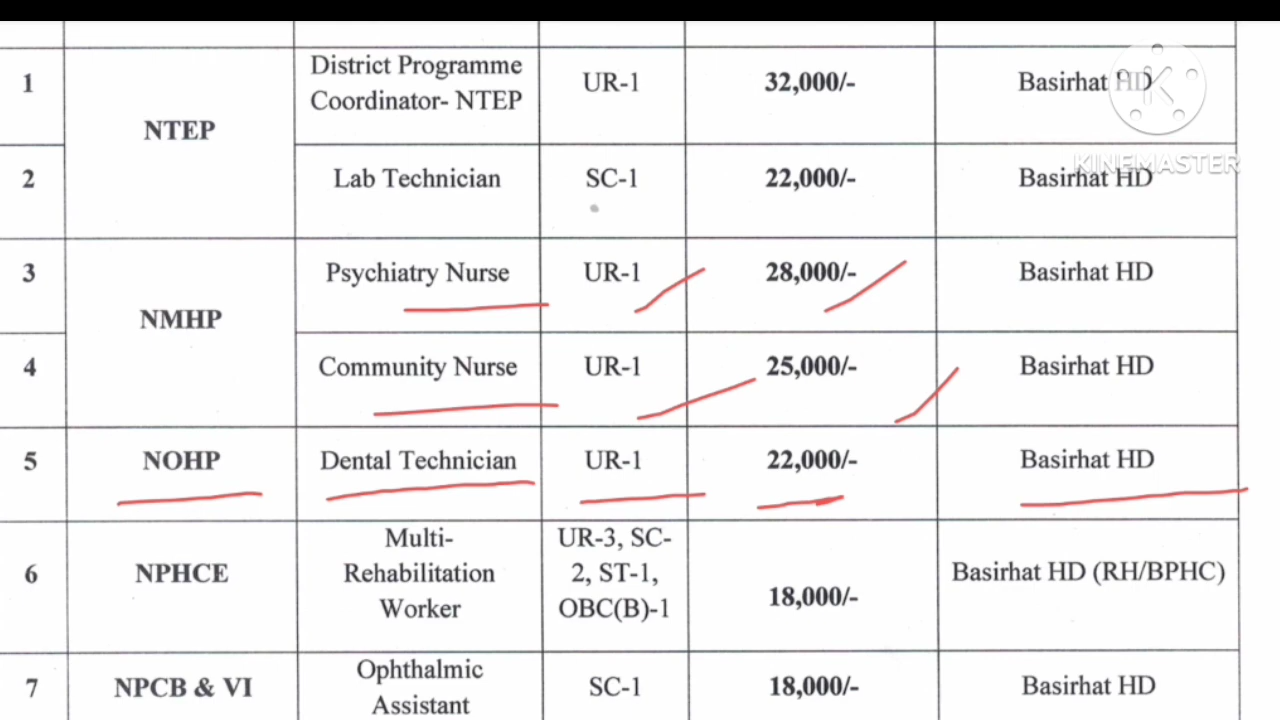 1
NTEP
District Programme
Coordinator- NTEP
UR-1
32,000/-
Basirhat HD
2
Lab Technician
SC-1
22,000/-
Basirhat HD
KINEMASTER
3
NMHP
Psychiatry Nurse
UR-1
28,000/-
Basirhat HD
4
Community Nurse
UR-1
25,000/-
Basirhat HD
5
NOHP
Dental Technician
UR-1
22,000/-
Basirhat HD
6
NPHCE
Multi-
Rehabilitation
Worker
UR-3, SC-
2, ST-1,
OBC(B)-1
18,000/-
Basirhat HD (RH/BPHC)
7
NPCB & VI
Ophthalmic
Assistant
SC-1
18,000/-
Basirhat HD